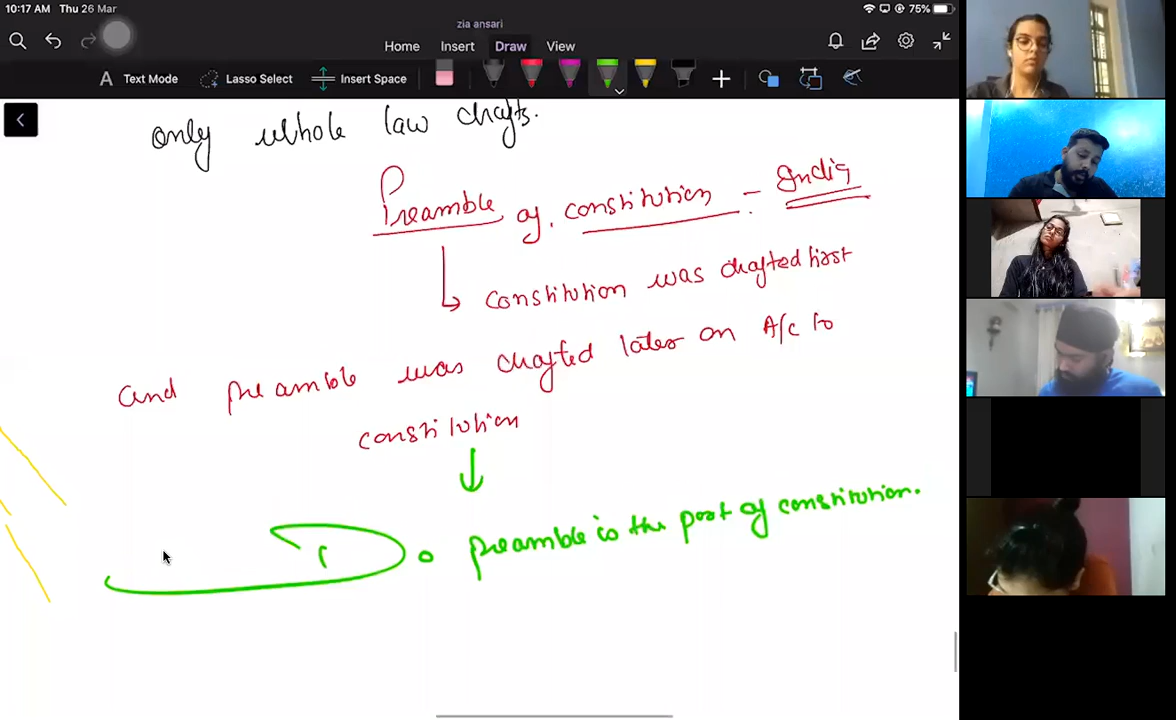 10:17 AM Thu 26 Mar
75%
zia ansari
Home Insert Draw View
Text Mode Lasso Select Insert Space
only whole law drafts.
Preamble of constitution - India
constitution was drafted first
and preamble was drafted later on A/c to
constitution
preamble is the part of constitution.